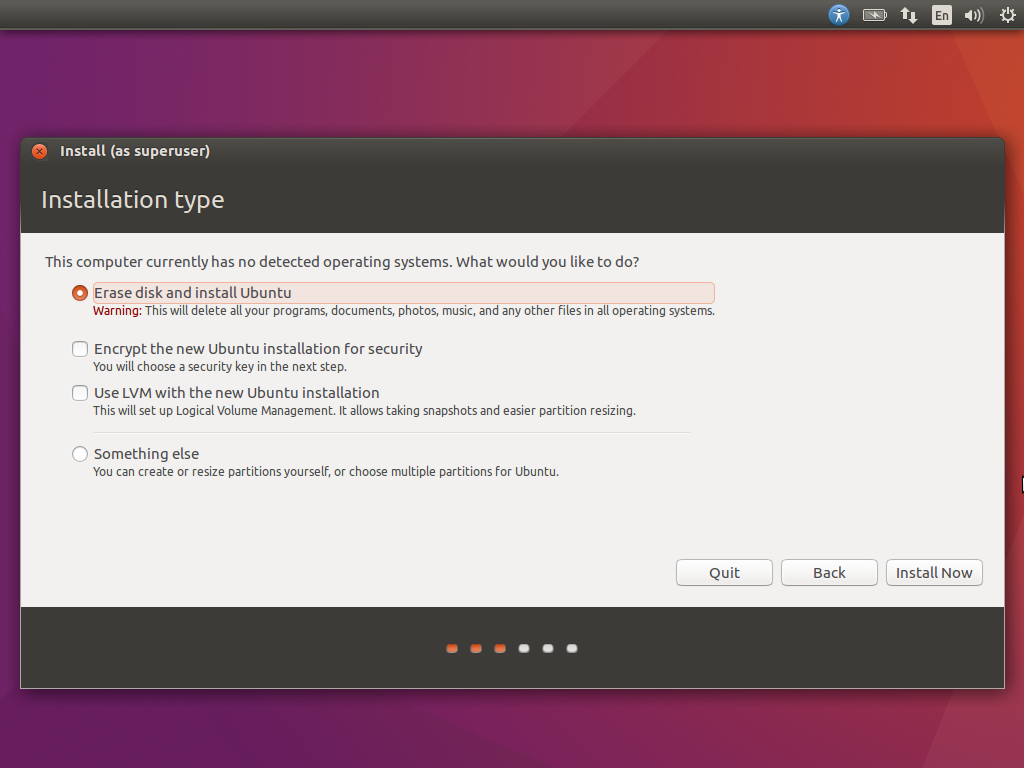 En
Install (as superuser)
Installation type
This computer currently has no detected operating systems. What would you like to do?
Erase disk and install Ubuntu
Warning: This will delete all your programs, documents, photos, music, and any other files in all operating systems.
Encrypt the new Ubuntu installation for security
You will choose a security key in the next step.
Use LVM with the new Ubuntu installation
This will set up Logical Volume Management. It allows taking snapshots and easier partition resizing.
Something else
You can create or resize partitions yourself, or choose multiple partitions for Ubuntu.
Quit Back Install Now